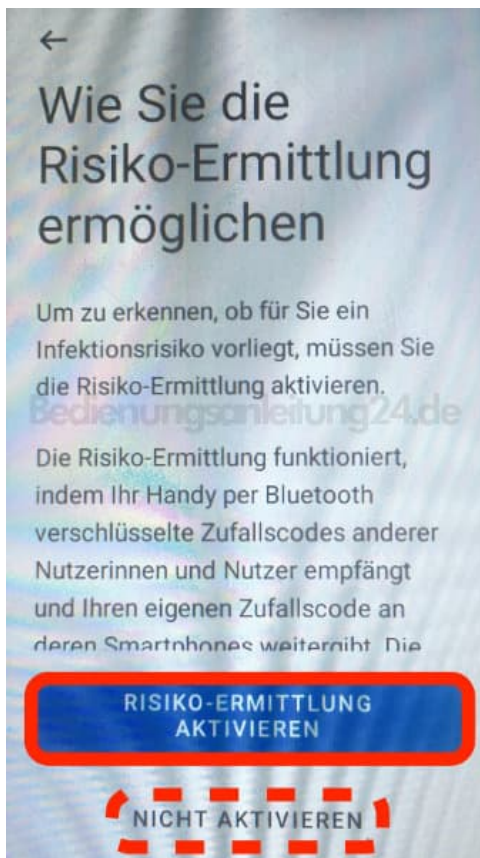 Wie Sie die
Risiko-Ermittlung
ermöglichen
Um zu erkennen, ob für Sie ein
Infektionsrisiko vorliegt, müssen Sie
die Risiko-Ermittlung aktivieren.
Bedienungsanleitung24.de
Die Risiko-Ermittlung funktioniert,
indem Ihr Handy per Bluetooth
verschlüsselte Zufallscodes anderer
Nutzerinnen und Nutzer empfängt
und Ihren eigenen Zufallscode an
deren Smartphones weitergibt. Die
RISIKO-ERMITTLUNG
AKTIVIEREN
NICHT AKTIVIEREN